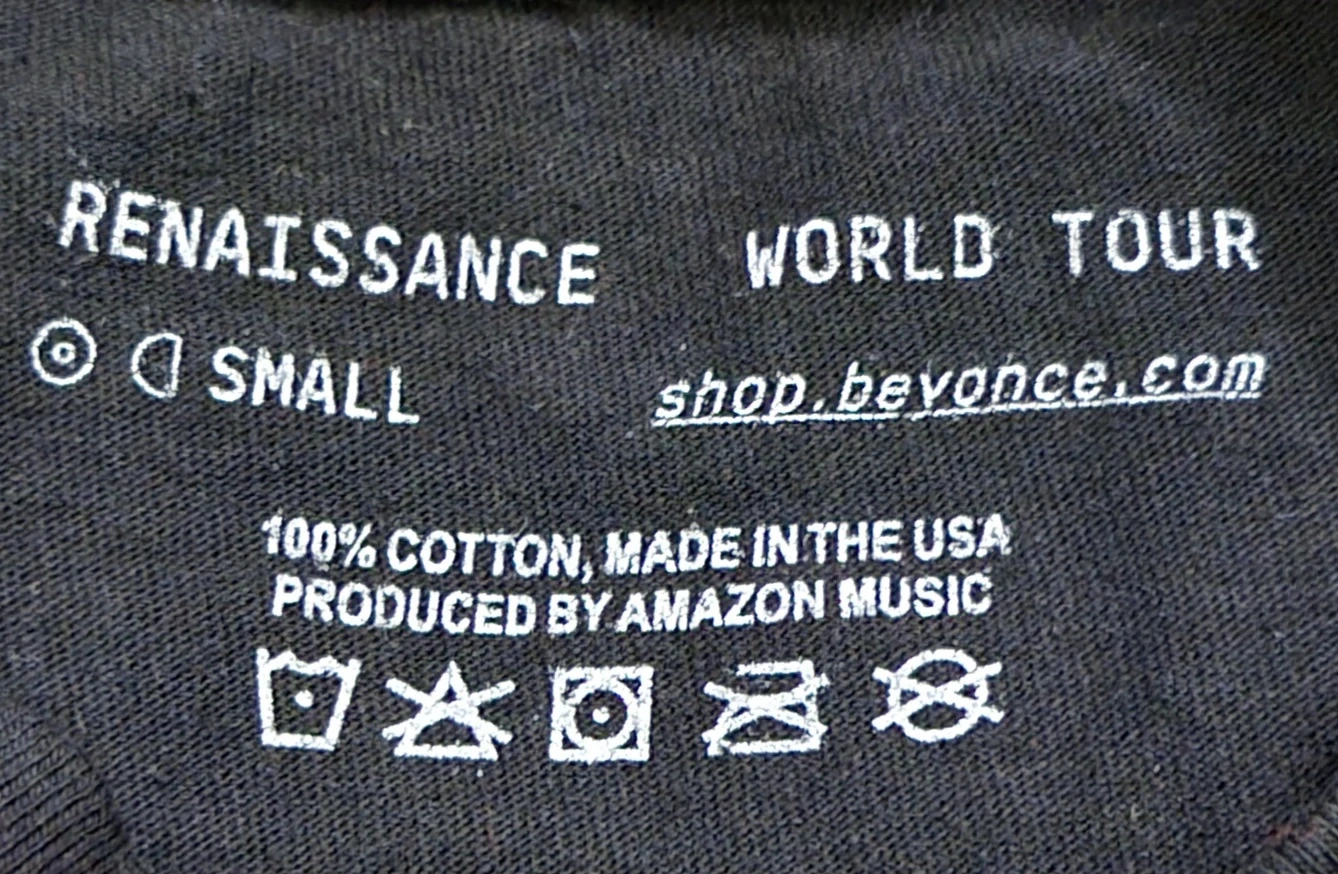 RENAISSANCE WORLD TOUR
SMALL shop.beyonce.com
100% COTTON, MADE IN THE USA
PRODUCED BY AMAZON MUSIC